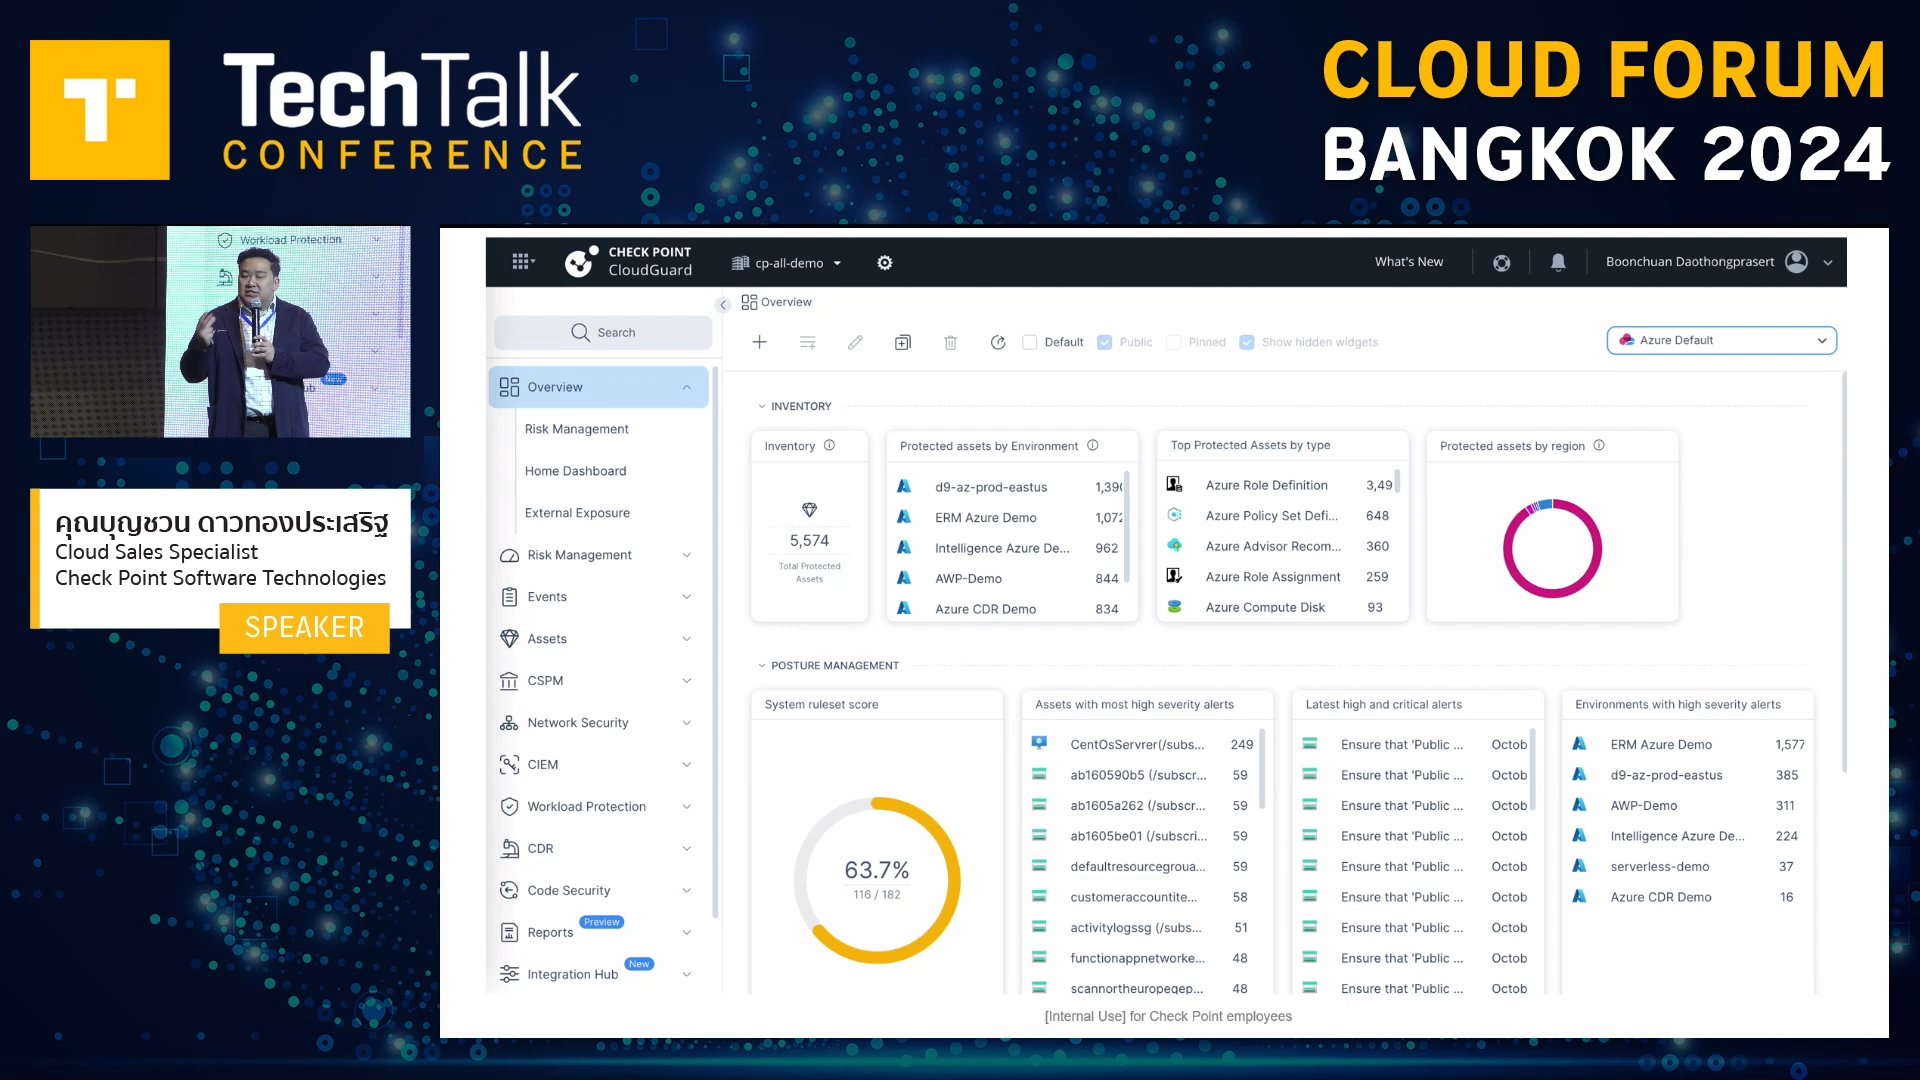 TechTalk
CONFERENCE
CLOUD FORUM
BANGKOK 2024
Workload Protection
New
คุณบุญชวน ดาวทองประเสริฐ
Cloud Sales Specialist
Check Point Software Technologies
SPEAKER
CHECK POINT
CloudGuard
cp-all-demo
What's New
Boonchuan Daothongprasert
Search
Overview
Risk Management
Home Dashboard
External Exposure
Risk Management
Events
Assets
CSPM
Network Security
CIEM
Workload Protection
CDR
Code Security
Reports Preview
Integration Hub New
Overview
Default Public Pinned Show hidden widgets
Azure Default
INVENTORY
Inventory
5,574
Total Protected
Assets
Protected assets by Environment
d9-az-prod-eastus 1,390
ERM Azure Demo 1,072
Intelligence Azure De... 962
AWP-Demo 844
Azure CDR Demo 834
Top Protected Assets by type
Azure Role Definition 3,49
Azure Policy Set Defi... 648
Azure Advisor Recom... 360
Azure Role Assignment 259
Azure Compute Disk 93
Protected assets by region
POSTURE MANAGEMENT
System ruleset score
63.7%
116 / 182
Assets with most high severity alerts
CentOsServrer(/subs... 249
ab160590b5 (/subscr... 59
ab1605a262 (/subscr... 59
ab1605be01 (/subscri... 59
defaultresourcegroua... 59
customeraccountite... 58
activitylogssg (/subs... 51
functionappnetworke... 48
scannortheuropegep... 48
Latest high and critical alerts
Ensure that 'Public ... Octob
Ensure that 'Public ... Octob
Ensure that 'Public ... Octob
Ensure that 'Public ... Octob
Ensure that 'Public ... Octob
Ensure that 'Public ... Octob
Ensure that 'Public ... Octob
Ensure that 'Public ... Octob
Ensure that 'Public ... Octob
Environments with high severity alerts
ERM Azure Demo 1,577
d9-az-prod-eastus 385
AWP-Demo 311
Intelligence Azure De... 224
serverless-demo 37
Azure CDR Demo 16
[Internal Use] for Check Point employees